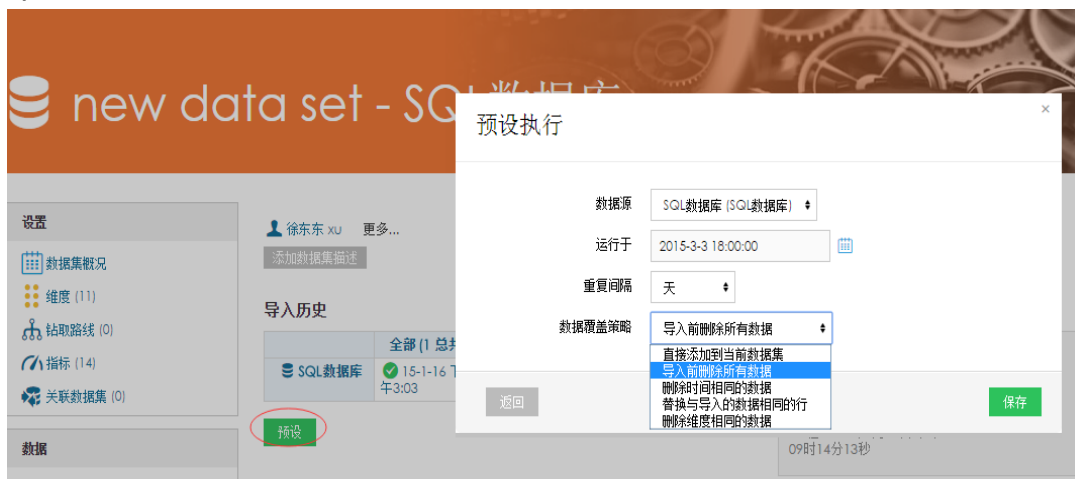 new data set - SQL数据库
预设执行
×
数据源
SQL数据库 (SQL数据库)
运行于
2015-3-3 18:00:00
重复间隔
天
数据覆盖策略
导入前删除所有数据
直接添加到当前数据集
导入前删除所有数据
删除时间相同的数据
替换与导入的数据相同的行
删除维度相同的数据
返回
保存
设置
数据集概况
维度 (11)
钻取路线 (0)
指标 (14)
关联数据集 (0)
数据
徐东东 xu 更多...
添加数据集描述
导入历史
全部 (1 总共
SQL数据库
15-1-16 下
午3:03
预设
09时14分13秒